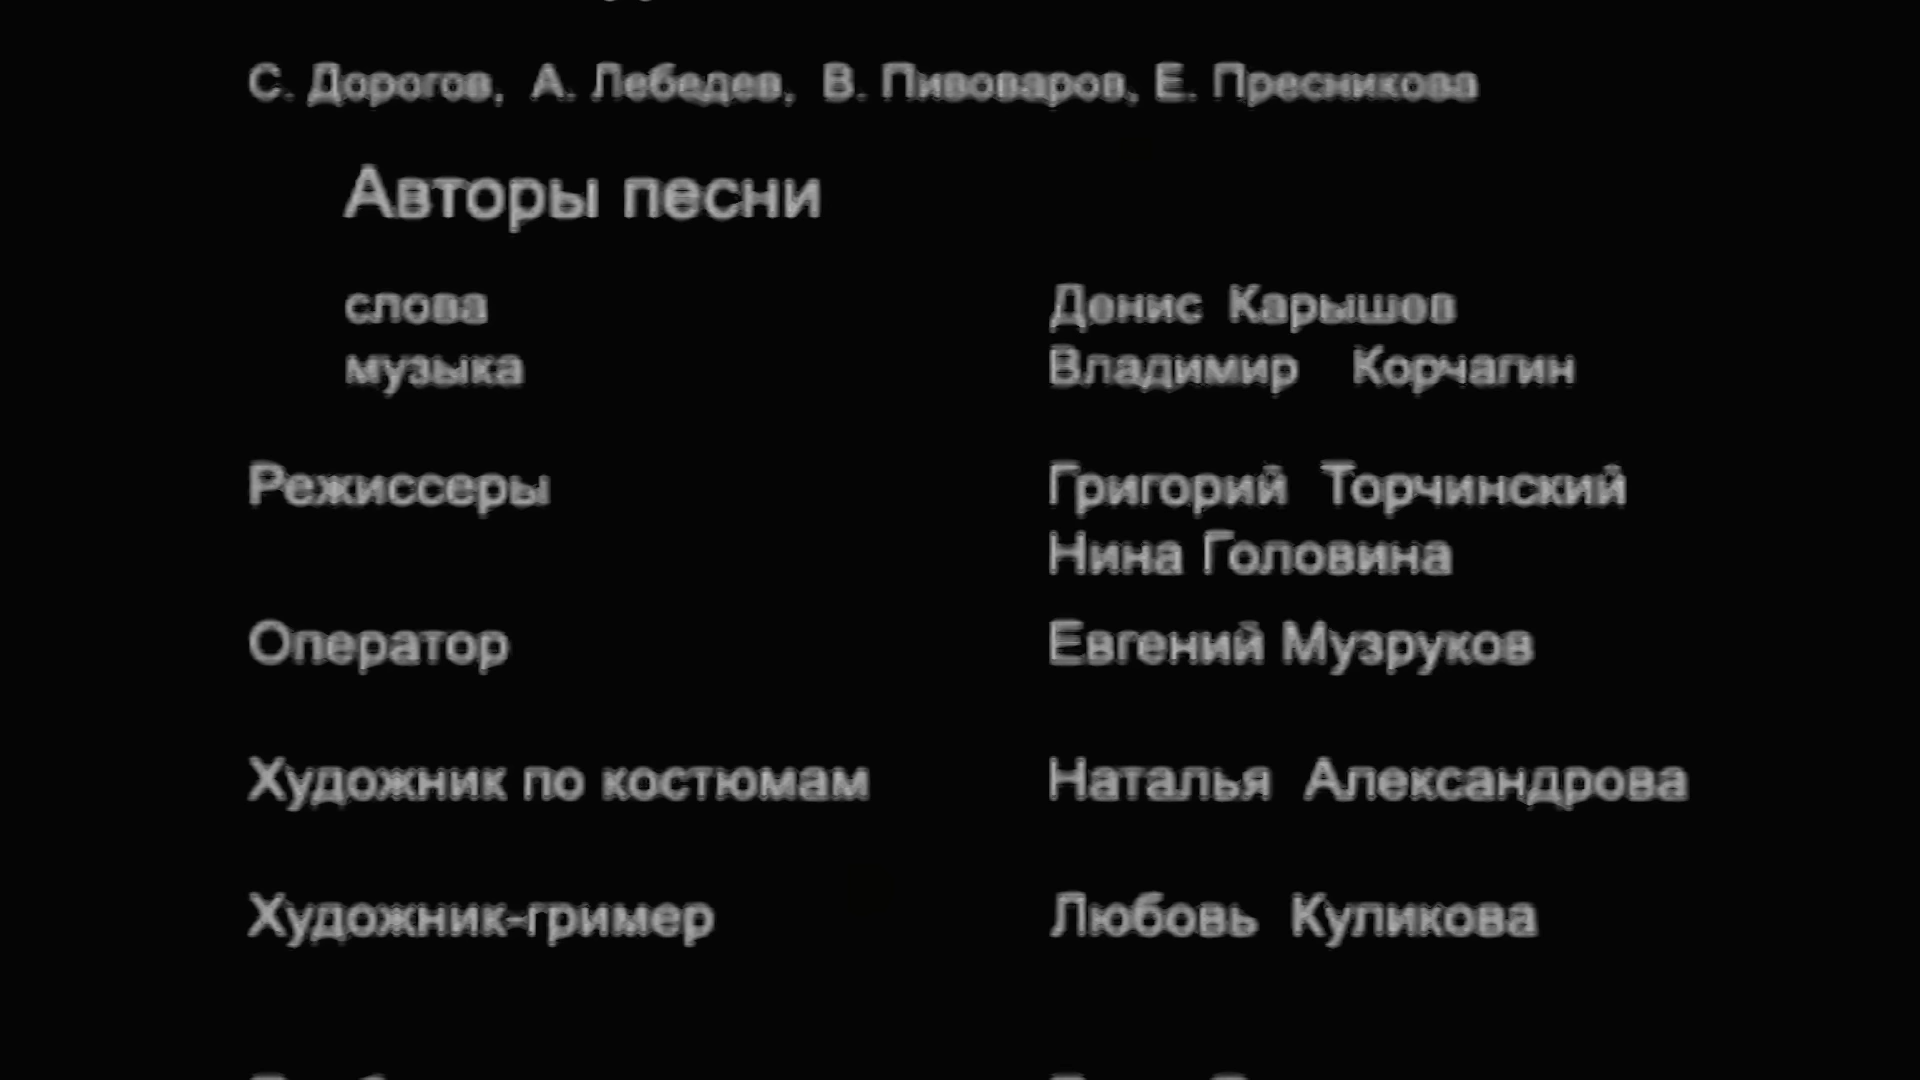 С. Дорогов, А. Лебедев, В. Пивоваров, Е. Пресникова
Авторы песни
слова Денис Карышев
музыка Владимир Корчагин
Режиссеры Григорий Торчинский
Нина Головина
Оператор Евгений Музруков
Художник по костюмам Наталья Александрова
Художник-гример Любовь Куликова